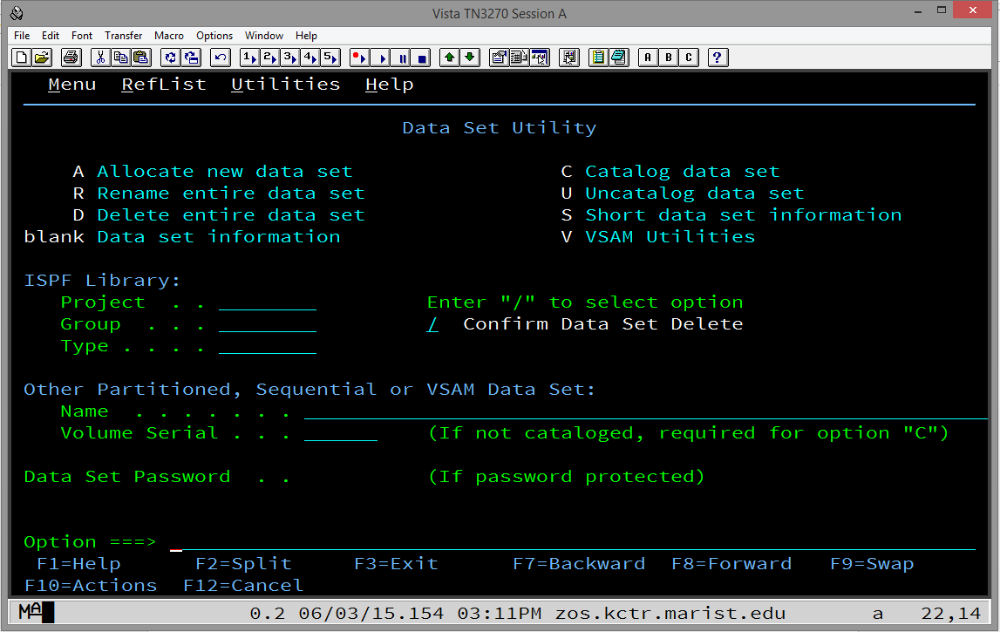 Vista TN3270 Session A
File Edit Font Transfer Macro Options Window Help
1 2 3 4 5 A B C ?
Menu RefList Utilities Help
Data Set Utility
A Allocate new data set C Catalog data set
R Rename entire data set U Uncatalog data set
D Delete entire data set S Short data set information
blank Data set information V VSAM Utilities
ISPF Library:
Project . . Enter "/" to select option
Group . . . / Confirm Data Set Delete
Type . . . .
Other Partitioned, Sequential or VSAM Data Set:
Name . . . . . . .
Volume Serial . . . (If not cataloged, required for option "C")
Data Set Password . . (If password protected)
Option ===>
F1=Help F2=Split F3=Exit F7=Backward F8=Forward F9=Swap
F10=Actions F12=Cancel
MA 0.2 06/03/15.154 03:11PM zos.kctr.marist.edu a 22,14